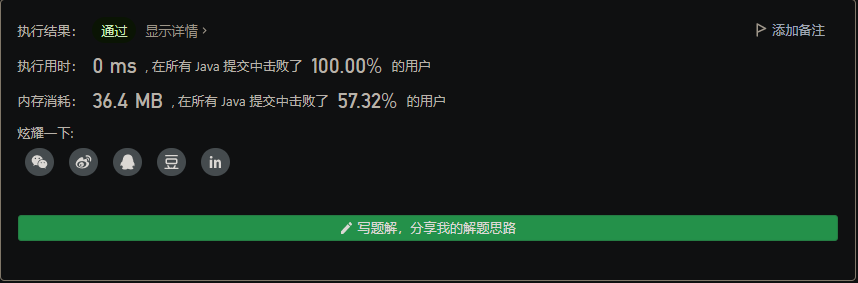 执行结果： 通过 显示详情 › 添加备注
执行用时： 0 ms , 在所有 Java 提交中击败了 100.00% 的用户
内存消耗： 36.4 MB , 在所有 Java 提交中击败了 57.32% 的用户
炫耀一下:
豆 in
写题解，分享我的解题思路